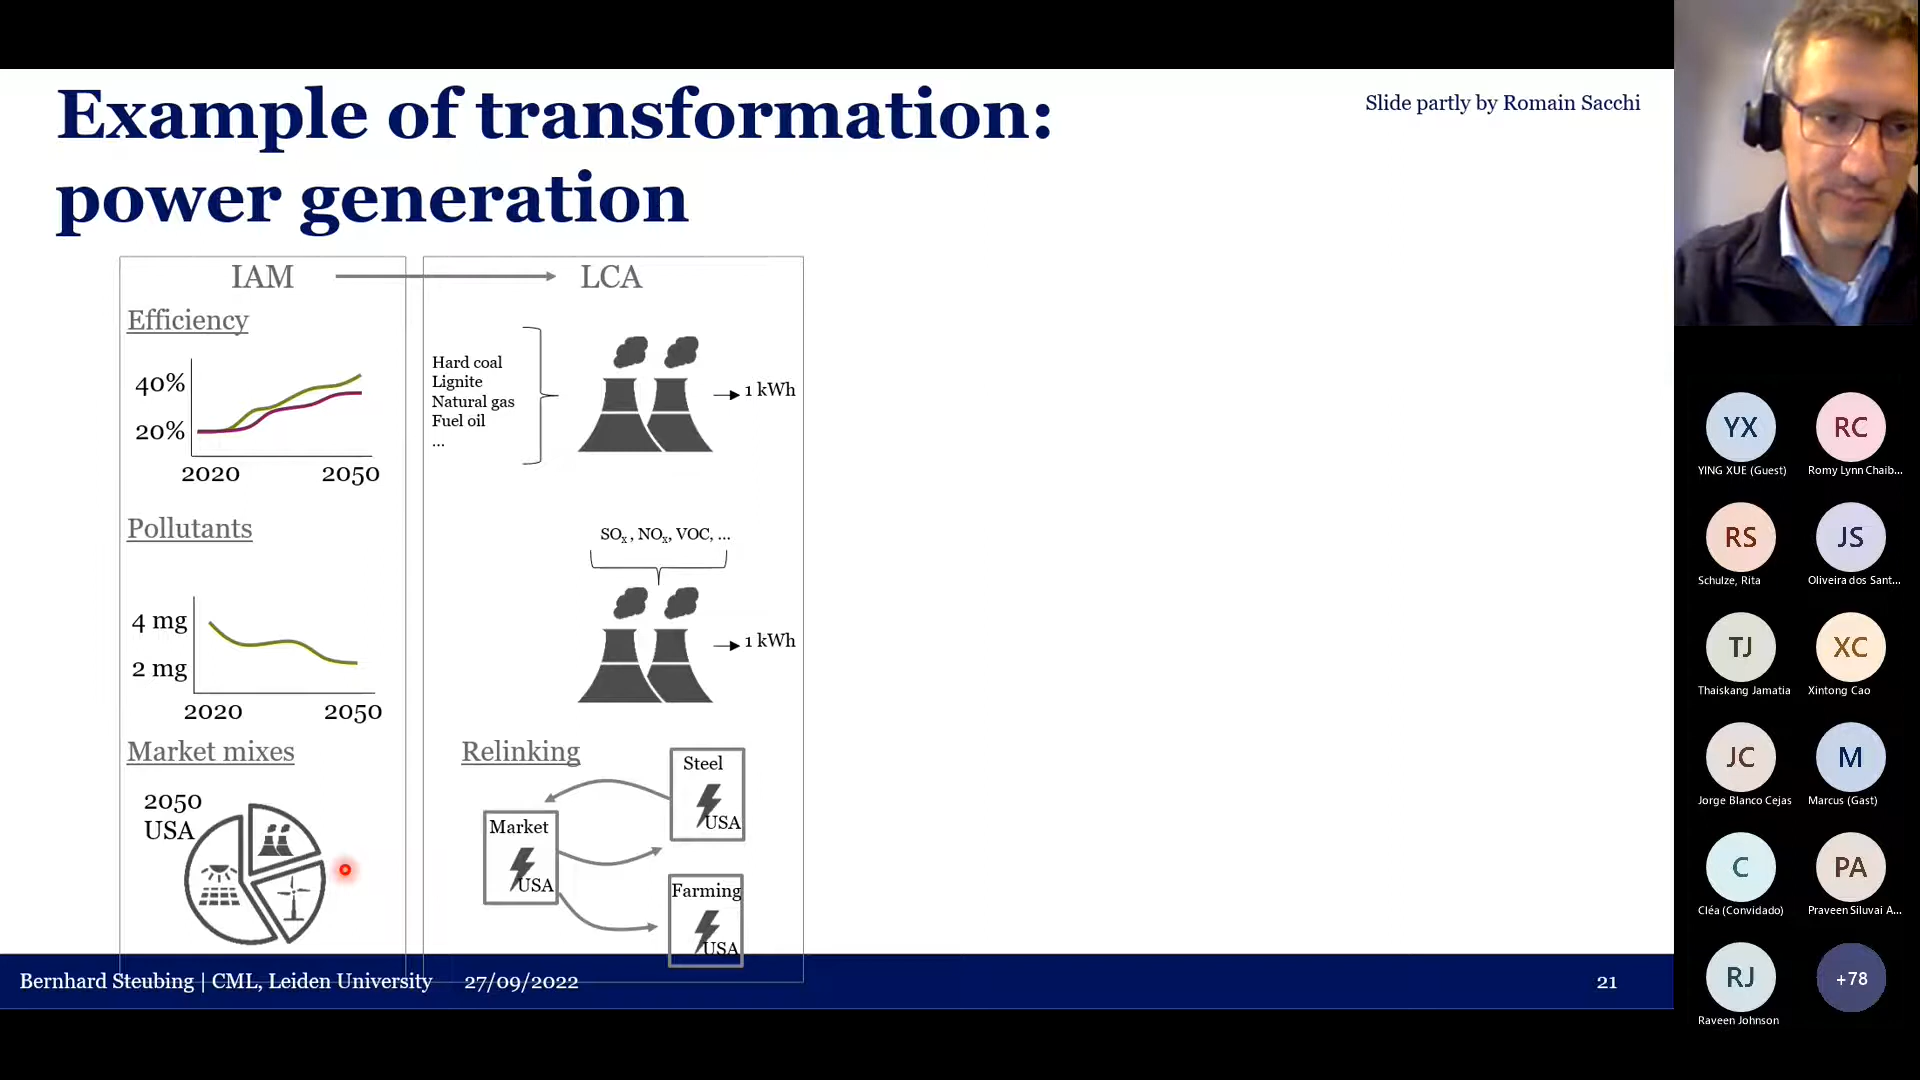 Example of transformation:
power generation
Slide partly by Romain Sacchi
IAM
LCA
Efficiency
40%
20%
2020
2050
Hard coal
Lignite
Natural gas
Fuel oil
...
1 kWh
Pollutants
4 mg
2 mg
2020
2050
SOx, NOx, VOC, ...
1 kWh
Market mixes
2050
USA
Relinking
Market
USA
Steel
USA
Farming
USA
Bernhard Steubing | CML, Leiden University
27/09/2022
21
YX
YING XUE (Guest)
RC
Romy Lynn Chaib...
RS
Schulze, Rita
JS
Oliveira dos Sant...
TJ
Thaiskang Jamatia
XC
Xintong Cao
JC
Jorge Blanco Cejas
M
Marcus (Gast)
C
Cléa (Convidado)
PA
Praveen Siluvai A...
RJ
Raveen Johnson
+78